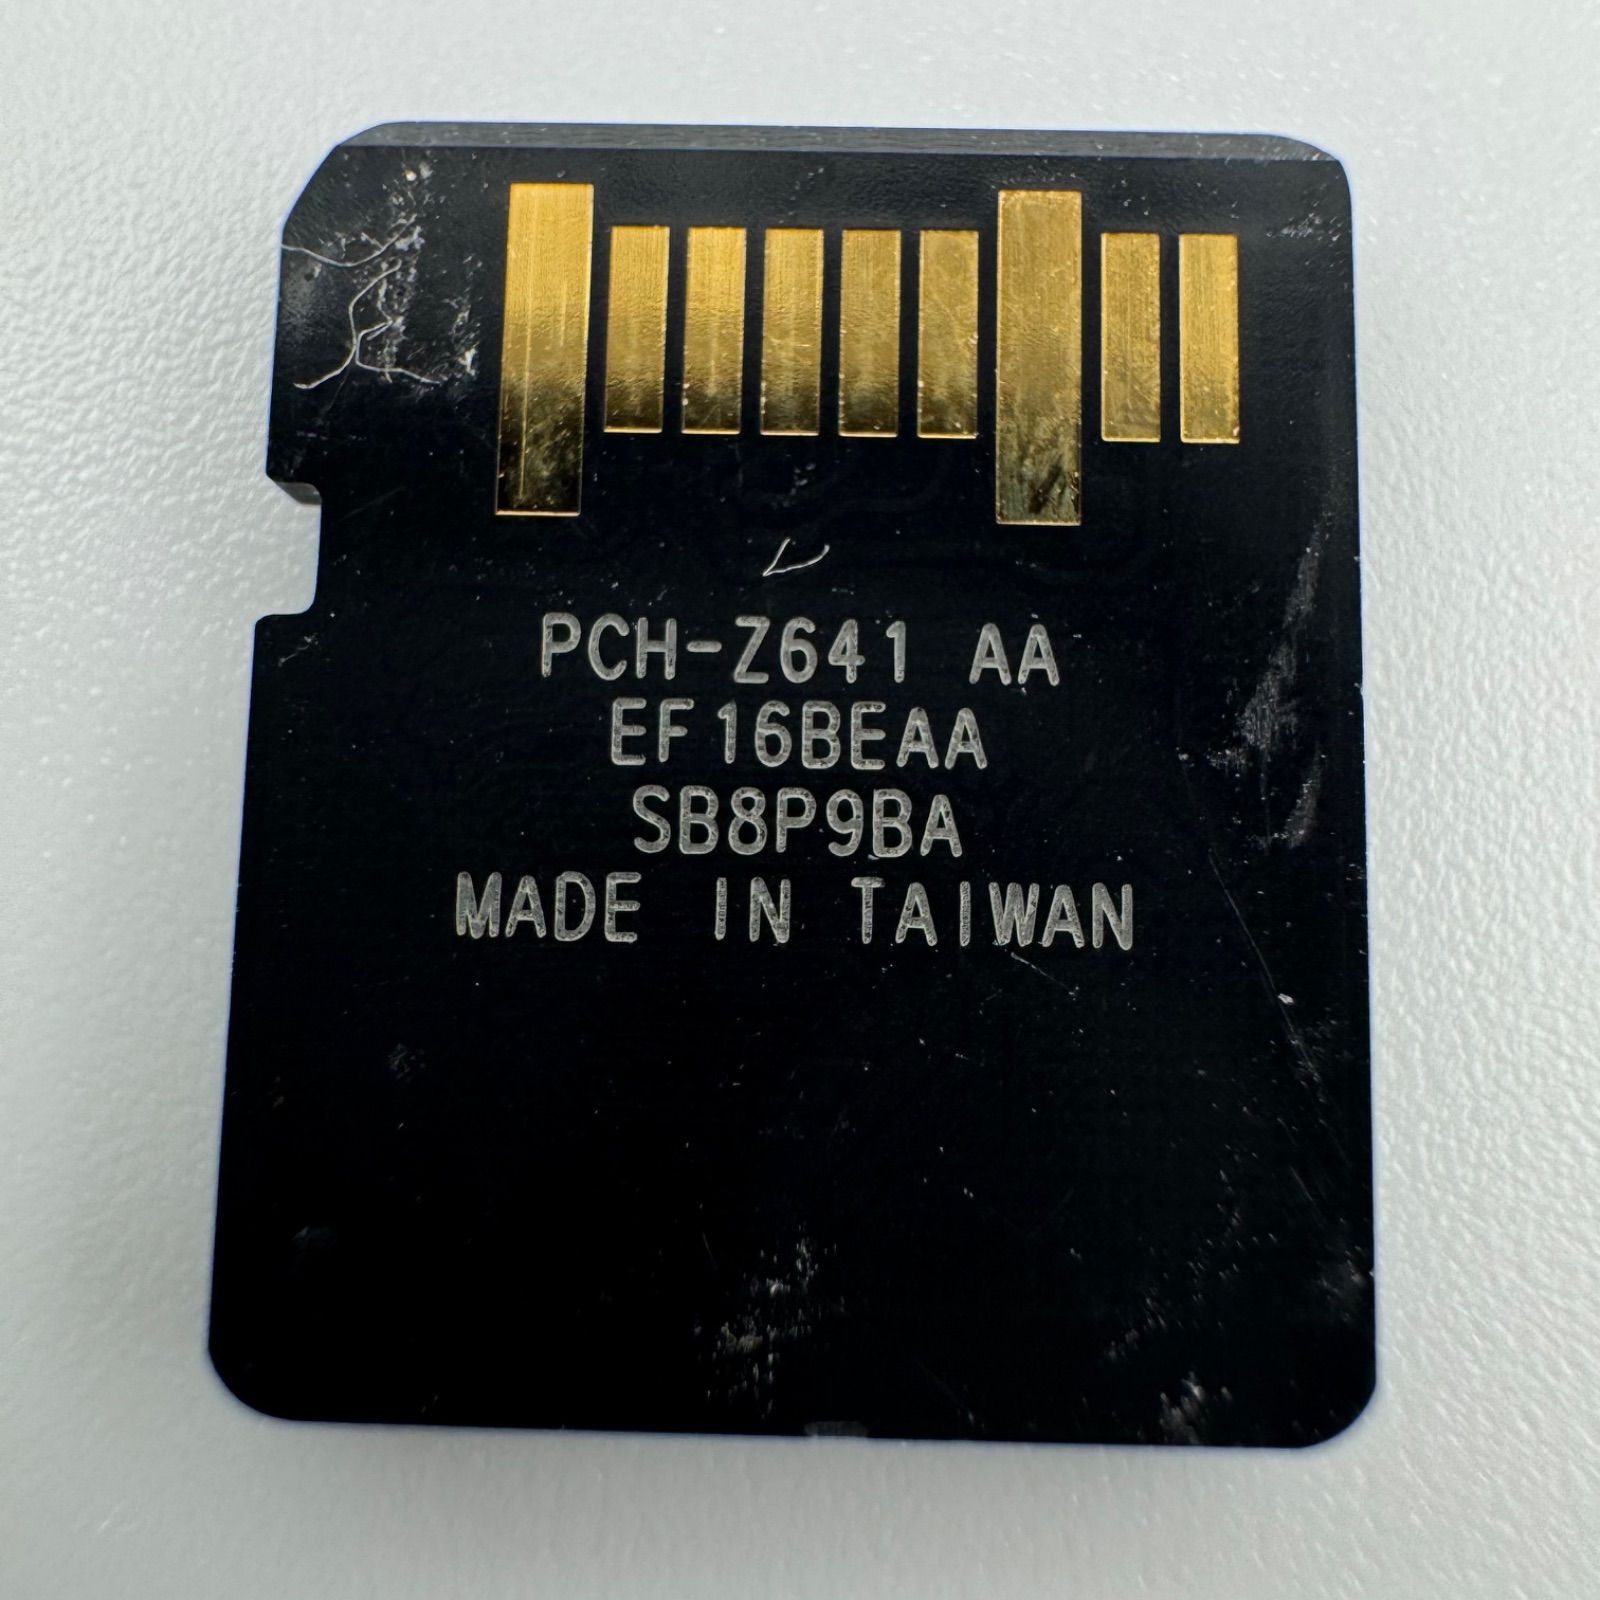 PCH-Z641 AA
EF16BEAA
SB8P9BA
MADE IN TAIWAN